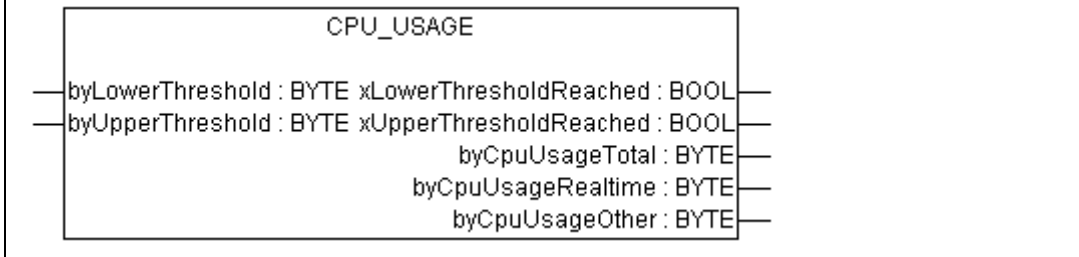 CPU_USAGE
byLowerThreshold : BYTE xLowerThresholdReached : BOOL
byUpperThreshold : BYTE xUpperThresholdReached : BOOL
byCpuUsageTotal : BYTE
byCpuUsageRealtime : BYTE
byCpuUsageOther : BYTE